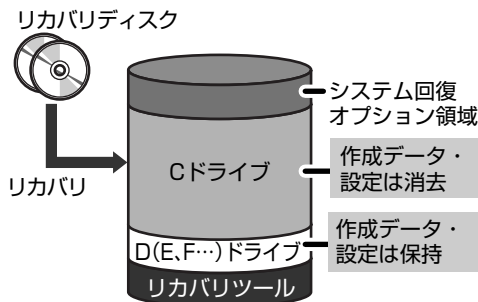 リカバリディスク
システム回復
オプション領域
Cドライブ
作成データ・
設定は消去
リカバリ
D(E、F…)ドライブ
作成データ・
設定は保持
リカバリツール